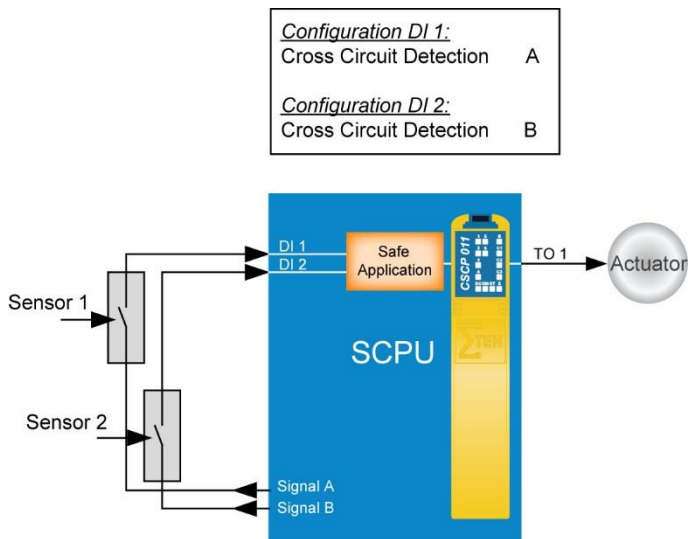 Configuration DI 1:
Cross Circuit Detection A
Configuration DI 2:
Cross Circuit Detection B
DI 1
DI 2
Safe
Application
CSCP 011
TO 1
Actuator
Sensor 1
SCPU
Sensor 2
Signal A
Signal B